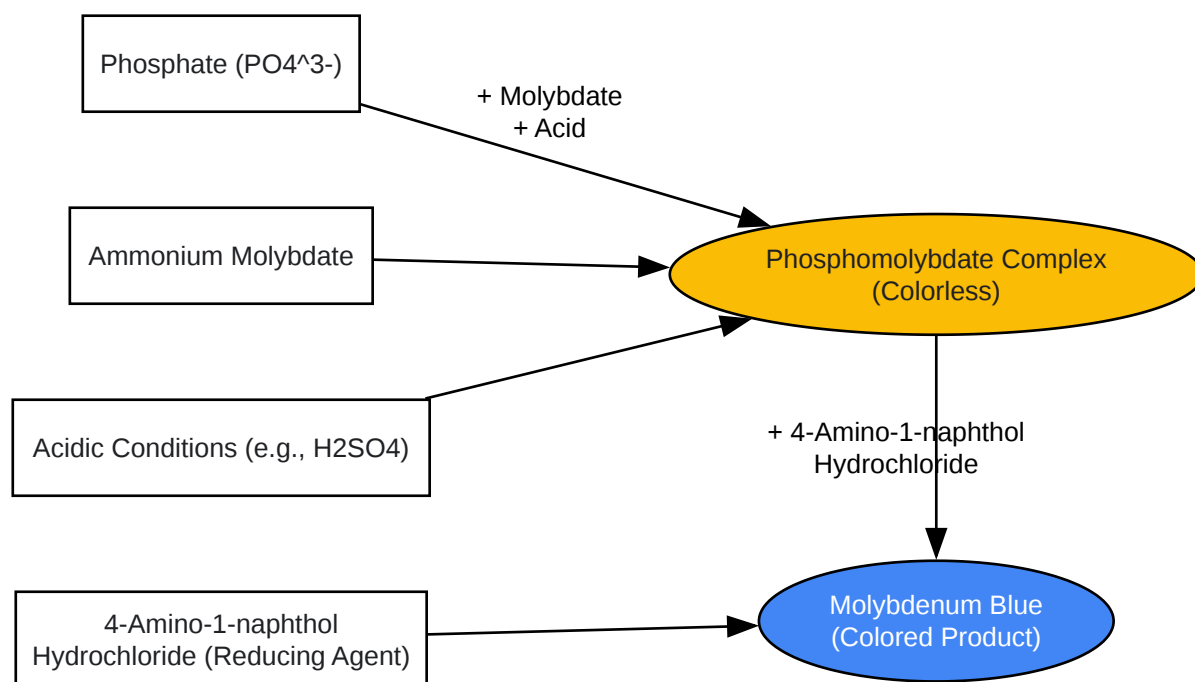 Phosphate (PO4^3-)
+ Molybdate
+ Acid
Ammonium Molybdate
Phosphomolybdate Complex
(Colorless)
Acidic Conditions (e.g., H2SO4)
+ 4-Amino-1-naphthol
Hydrochloride
4-Amino-1-naphthol
Hydrochloride (Reducing Agent)
Molybdenum Blue
(Colored Product)